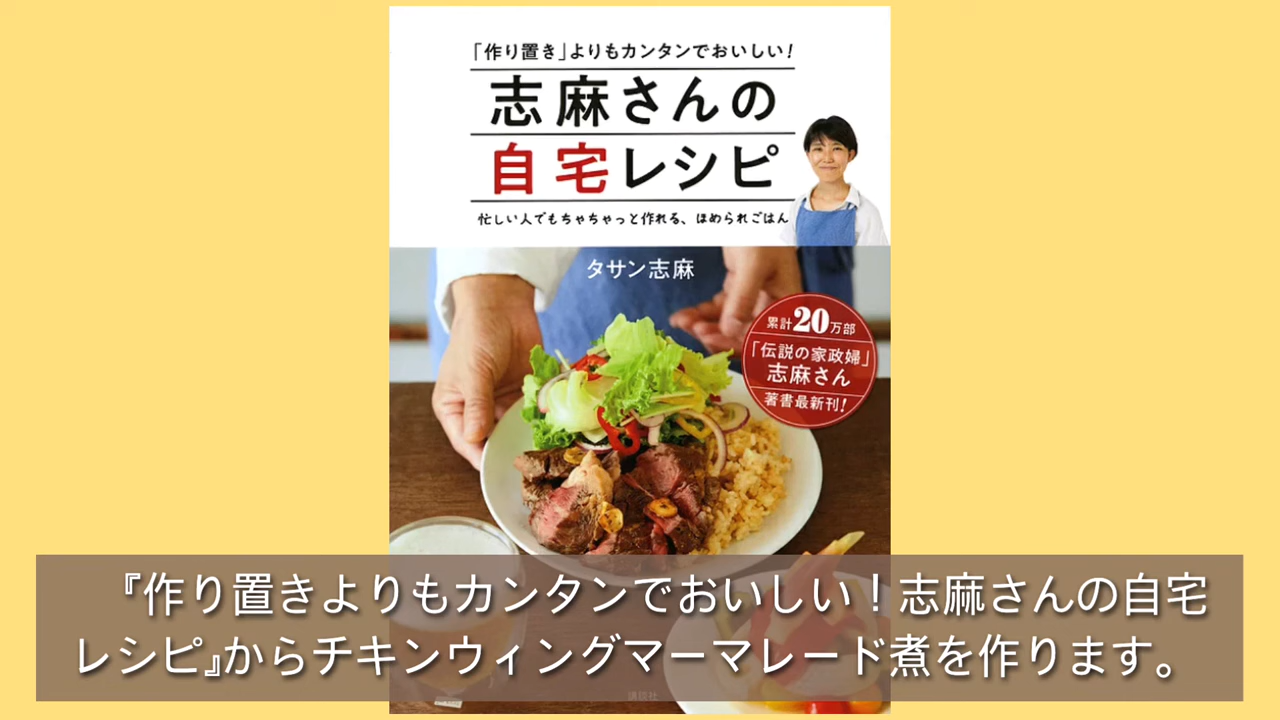 「作り置き」よりもカンタンでおいしい！
志麻さんの
自宅レシピ
忙しい人でもちゃちゃっと作れる、ほめられごはん
タサン志麻
累計20万部
「伝説の家政婦」
志麻さん
著書最新刊！
『作り置きよりもカンタンでおいしい！志麻さんの自宅
レシピ』からチキンウィングマーマレード煮を作ります。
講談社